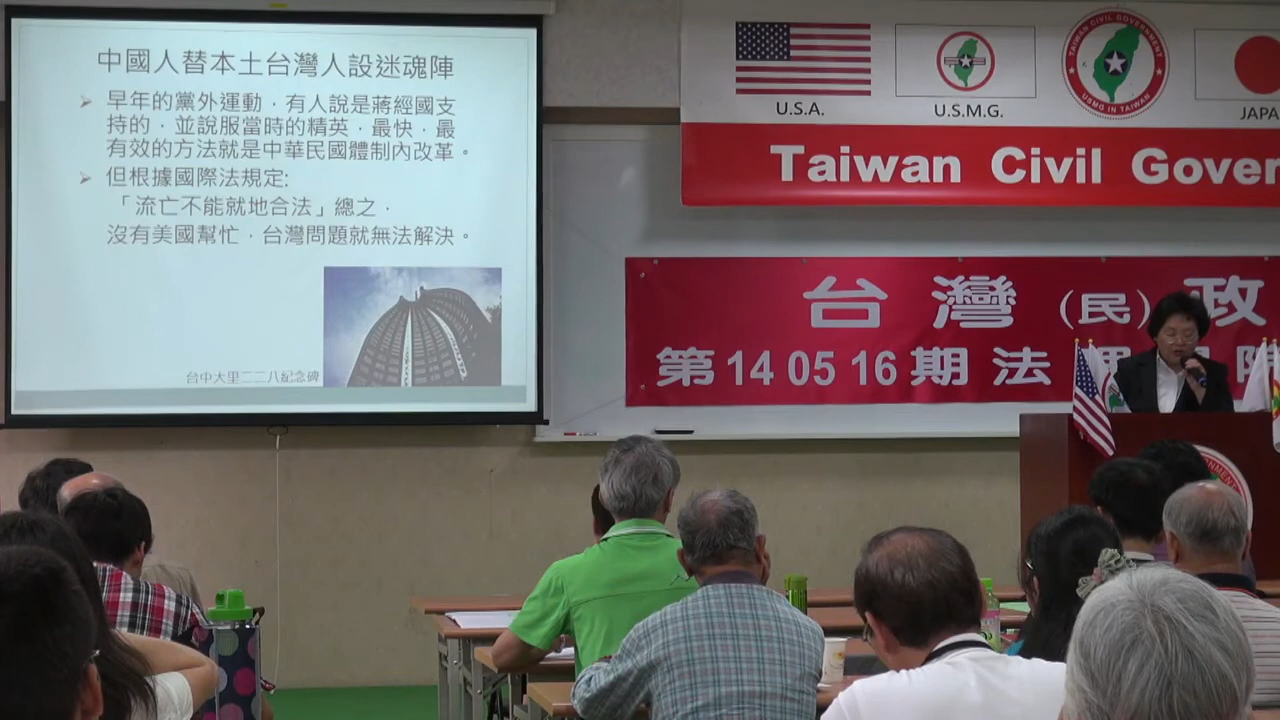 中國人替本土台灣人設迷魂陣
➢ 早年的黨外運動，有人說是蔣經國支
持的，並說服當時的精英，最快，最
有效的方法就是中華民國體制內改革。
➢ 但根據國際法規定:
「流亡不能就地合法」總之，
沒有美國幫忙，台灣問題就無法解決。
台中大里二二八紀念碑
U.S.A.
U.S.M.G.
TAIWAN CIVIL GOVERNMENT
USMG IN TAIWAN
JAPA
Taiwan Civil Gover
台灣(民)政
第 14 05 16 期法